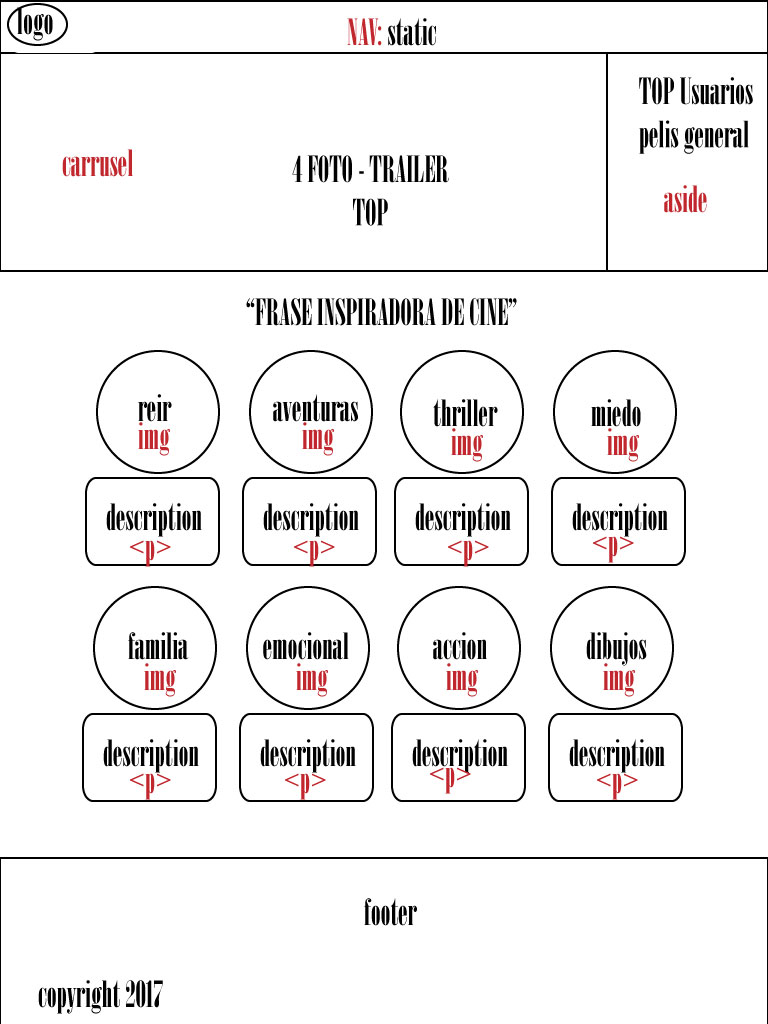 logo
NAV: static
carrusel
4 FOTO - TRAILER
TOP
TOP Usuarios
pelis general
aside
“FRASE INSPIRADORA DE CINE”
reir
img
aventuras
img
thriller
img
miedo
img
description
<p>
description
<p>
description
<p>
description
<p>
familia
img
emocional
img
accion
img
dibujos
img
description
<p>
description
<p>
description
<p>
description
<p>
footer
copyright 2017